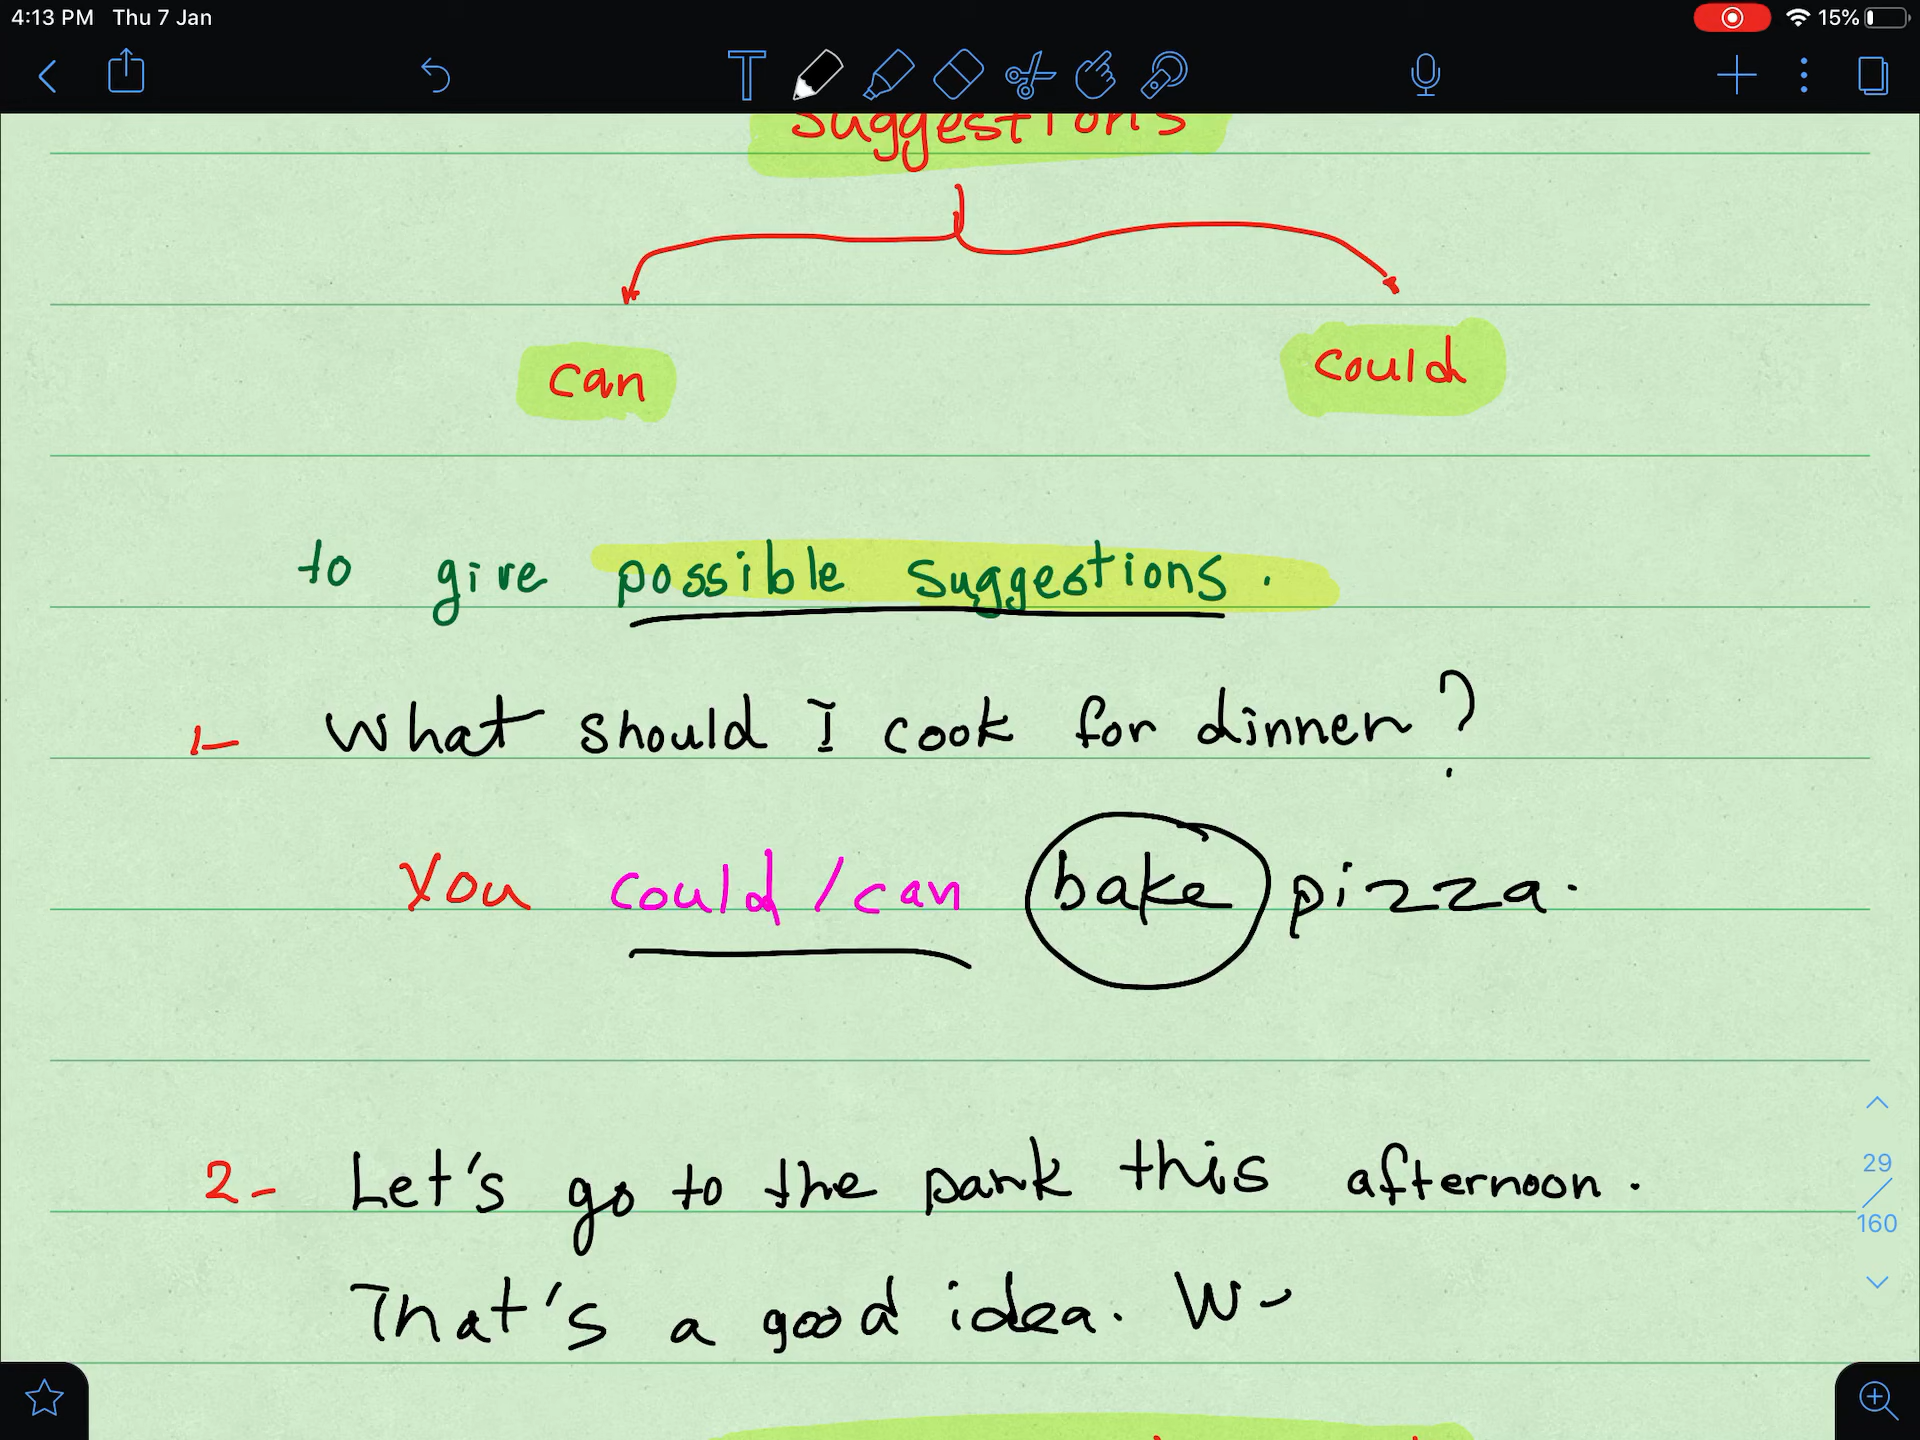 4:13 PM Thu 7 Jan 15%
T
Suggestions
can could
to give possible suggestions.
1- What should I cook for dinner?
You could / can bake pizza.
2- Let's go to the park this afternoon.
That's a good idea. W
29
/
160